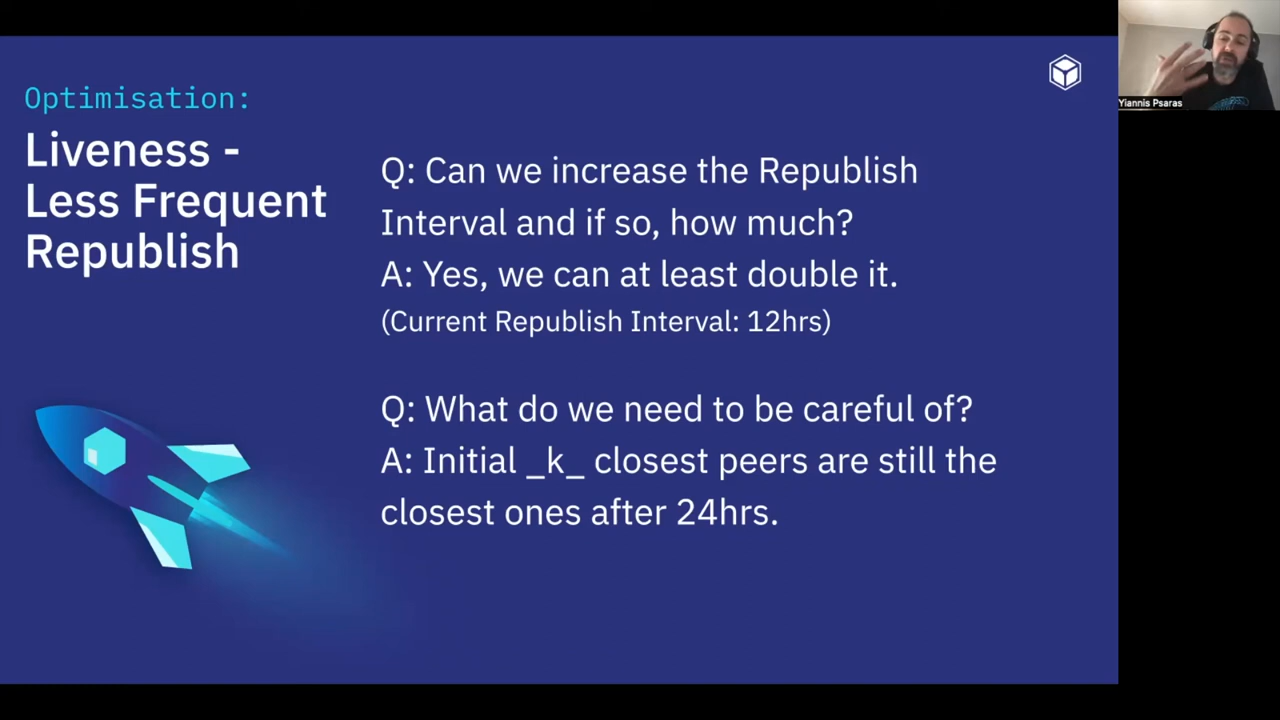 Optimisation:
Liveness -
Less Frequent
Republish
Q: Can we increase the Republish
Interval and if so, how much?
A: Yes, we can at least double it.
(Current Republish Interval: 12hrs)
Q: What do we need to be careful of?
A: Initial _k_ closest peers are still the
closest ones after 24hrs.
Yiannis Psaras